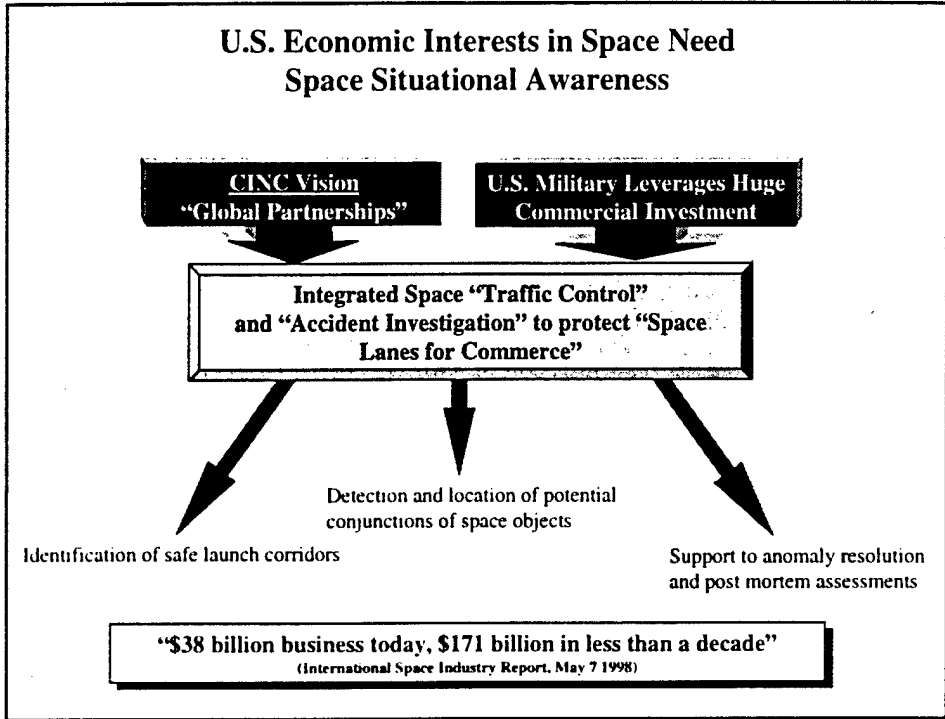 U.S. Economic Interests in Space Need
Space Situational Awareness
CINC Vision
“Global Partnerships”
U.S. Military Leverages Huge
Commercial Investment
Integrated Space “Traffic Control”
and “Accident Investigation” to protect “Space
Lanes for Commerce”
Detection and location of potential
conjunctions of space objects
Identification of safe launch corridors
Support to anomaly resolution
and post mortem assessments
“$38 billion business today, $171 billion in less than a decade”
(International Space Industry Report, May 7 1998)